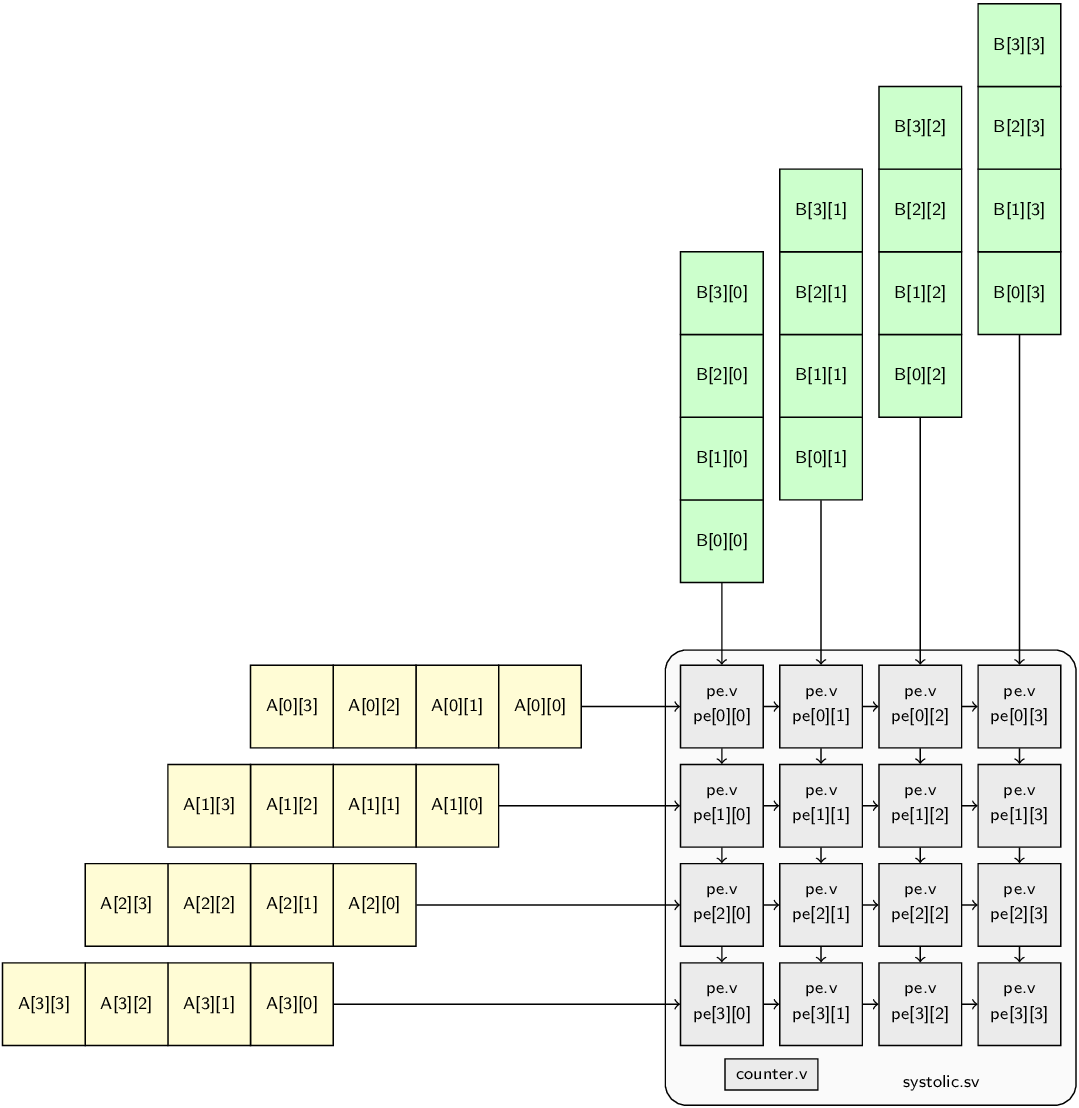 B[3][3]
B[3][2] B[2][3]
B[3][1] B[2][2] B[1][3]
B[3][0] B[2][1] B[1][2] B[0][3]
B[2][0] B[1][1] B[0][2]
B[1][0] B[0][1]
B[0][0]
A[0][3] A[0][2] A[0][1] A[0][0] pe.v pe.v pe.v pe.v
pe[0][0] pe[0][1] pe[0][2] pe[0][3]
A[1][3] A[1][2] A[1][1] A[1][0] pe.v pe.v pe.v pe.v
pe[1][0] pe[1][1] pe[1][2] pe[1][3]
A[2][3] A[2][2] A[2][1] A[2][0] pe.v pe.v pe.v pe.v
pe[2][0] pe[2][1] pe[2][2] pe[2][3]
A[3][3] A[3][2] A[3][1] A[3][0] pe.v pe.v pe.v pe.v
pe[3][0] pe[3][1] pe[3][2] pe[3][3]
counter.v systolic.sv